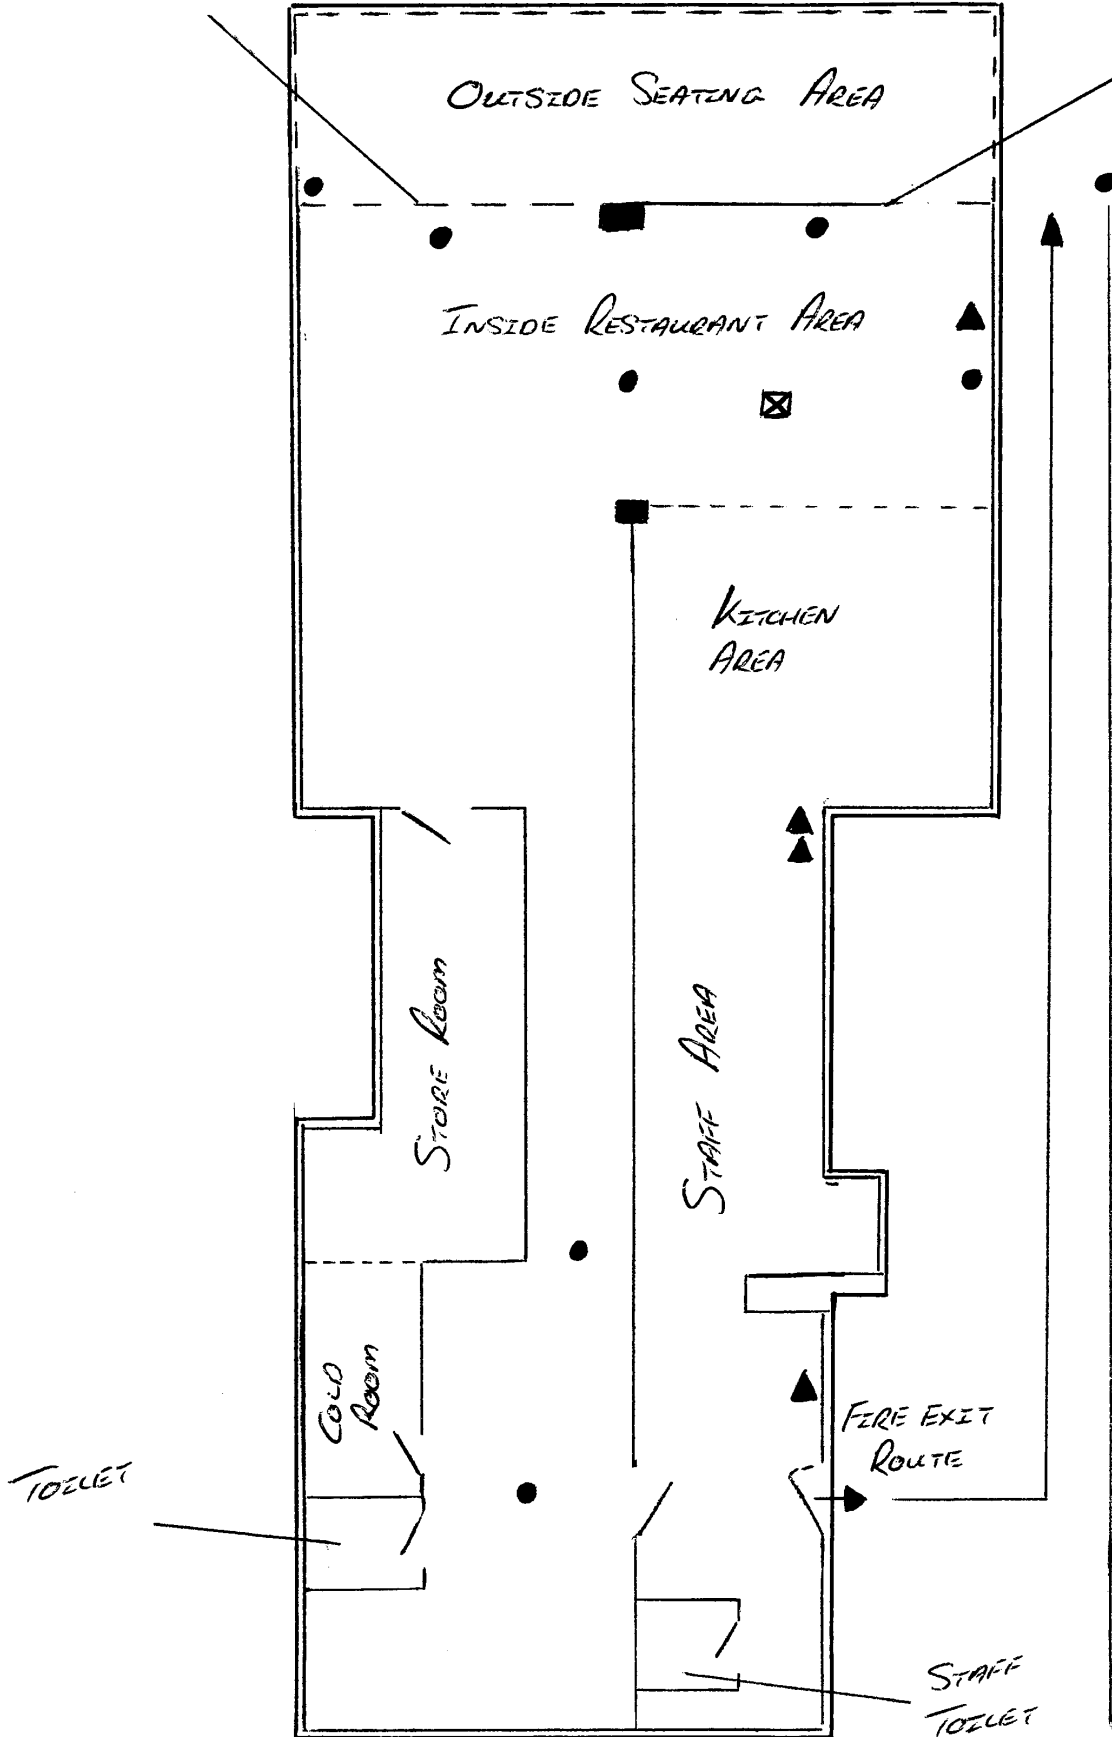 OUTSIDE SEATING AREA
INSIDE RESTAURANT AREA
KITCHEN
AREA
STORE ROOM
STAFF AREA
COLD
ROOM
FIRE EXIT
ROUTE
TOILET
STAFF
TOILET